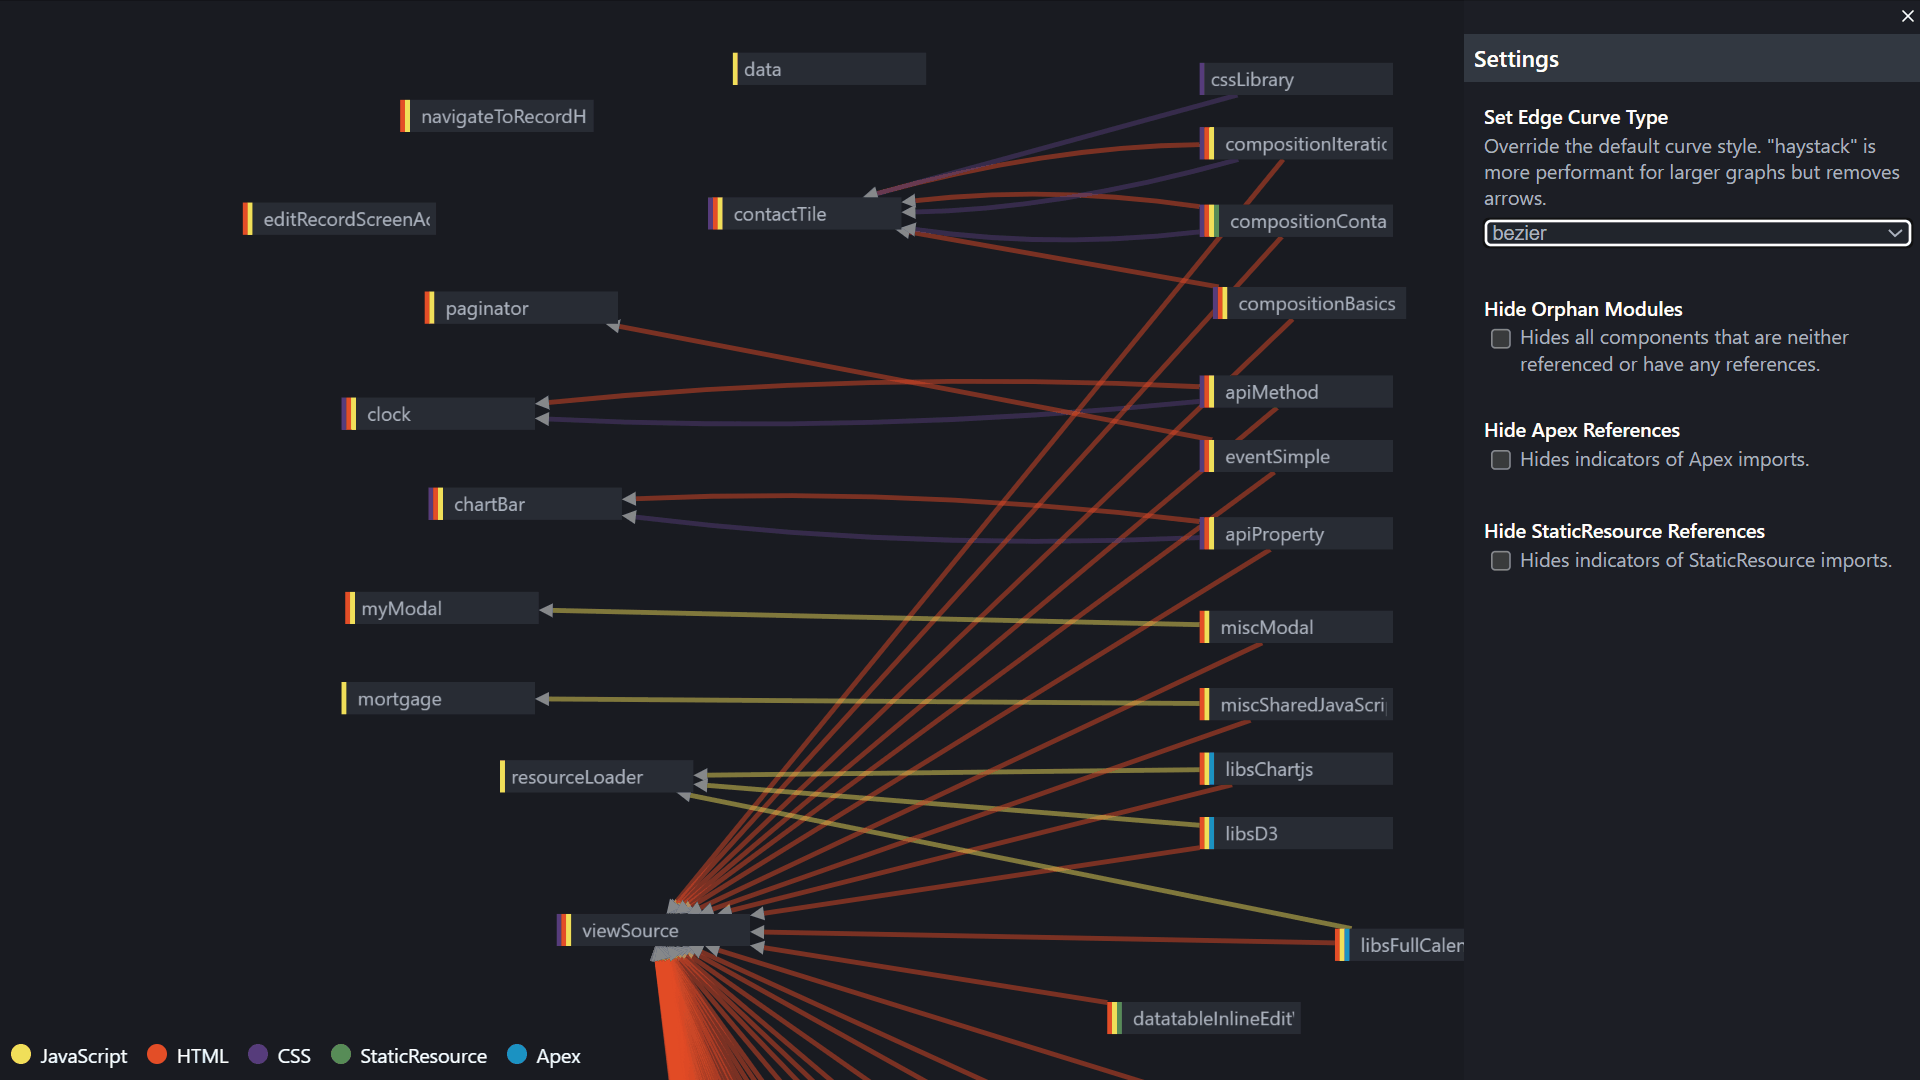 data
cssLibrary
navigateToRecordH
compositionIteratio
contactTile
compositionConta
editRecordScreenAc
compositionBasics
paginator
apiMethod
clock
eventSimple
chartBar
apiProperty
myModal
miscModal
mortgage
miscSharedJavaScri
resourceLoader
libsChartjs
libsD3
viewSource
libsFullCalen
datatableInlineEdit
JavaScript
HTML
CSS
StaticResource
Apex
Settings
Set Edge Curve Type
Override the default curve style. "haystack" is
more performant for larger graphs but removes
arrows.
bezier
Hide Orphan Modules
Hides all components that are neither
referenced or have any references.
Hide Apex References
Hides indicators of Apex imports.
Hide StaticResource References
Hides indicators of StaticResource imports.